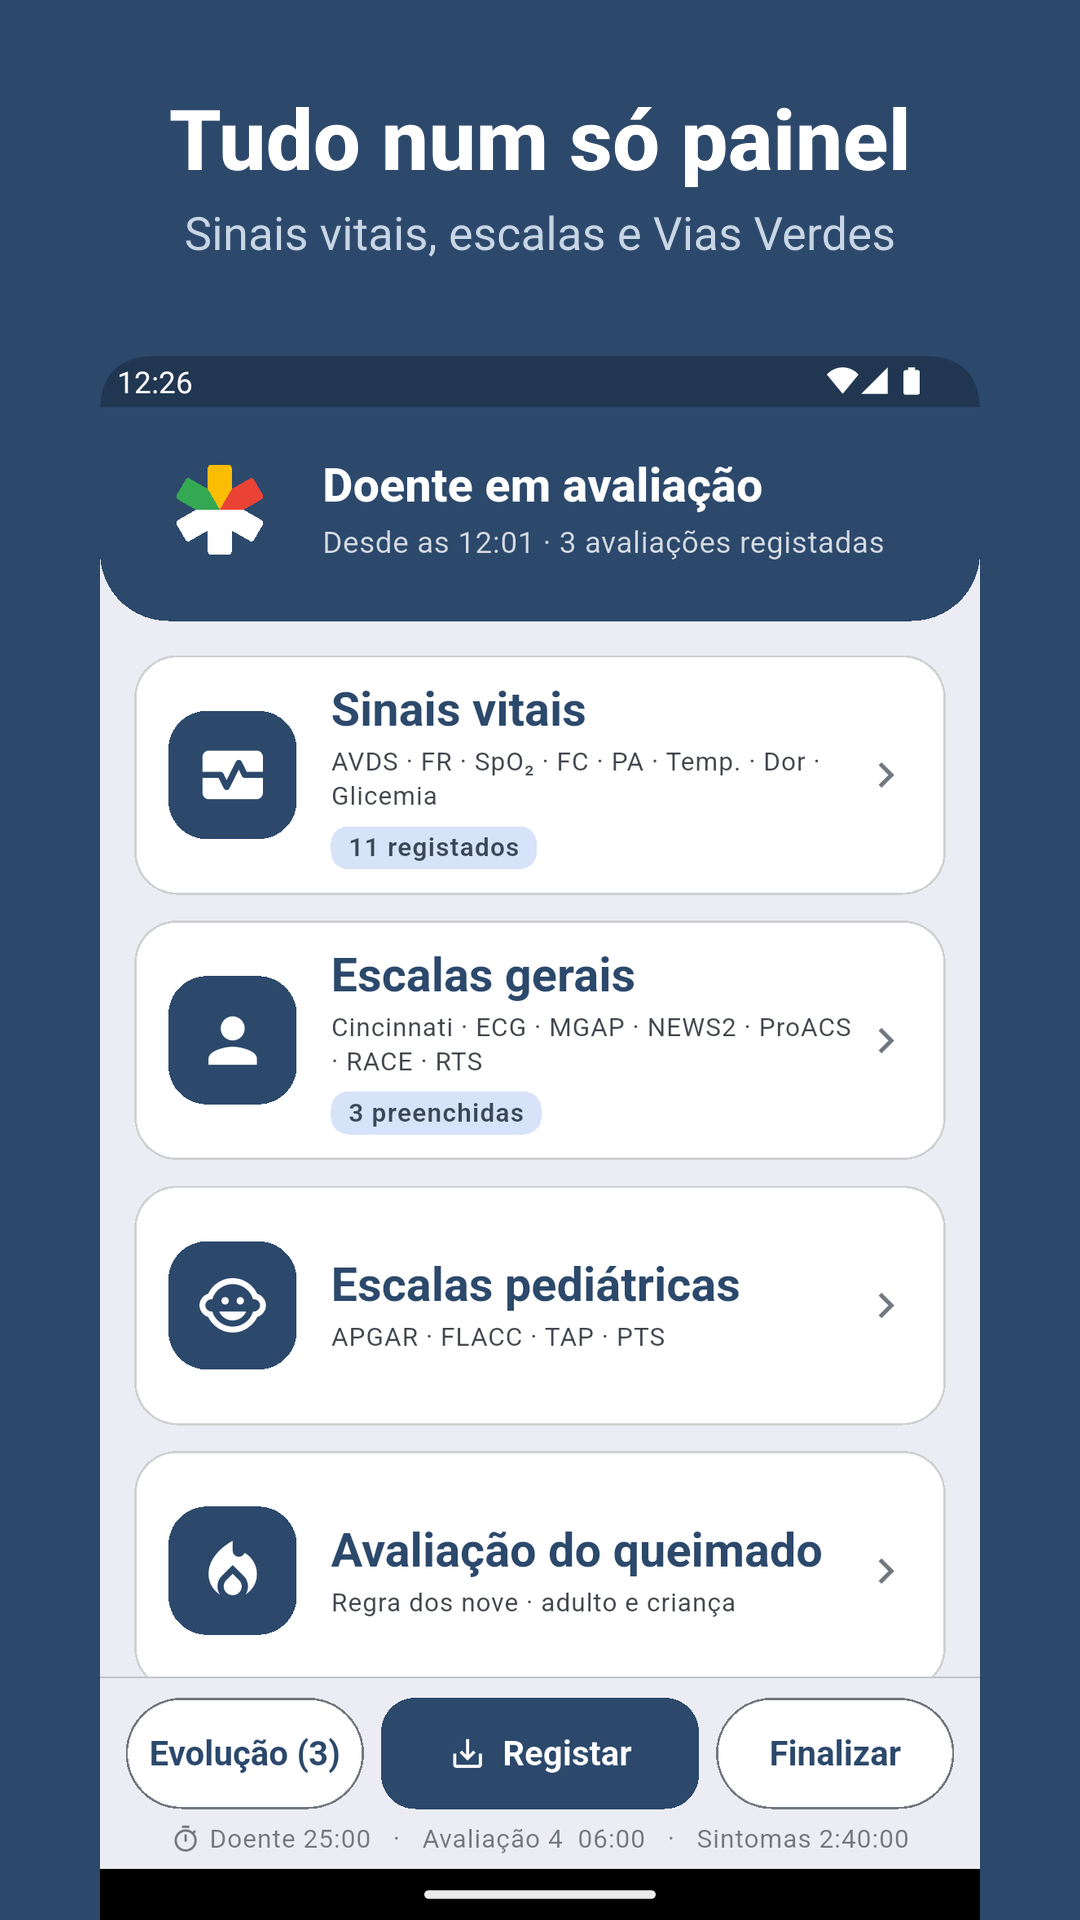 Tudo num só painel
Sinais vitais, escalas e Vias Verdes
12:26
Doente em avaliação
Desde as 12:01 · 3 avaliações registadas
Sinais vitais
AVDS · FR · SpO₂ · FC · PA · Temp. · Dor ·
Glicemia
11 registados
Escalas gerais
Cincinnati · ECG · MGAP · NEWS2 · ProACS
· RACE · RTS
3 preenchidas
Escalas pediátricas
APGAR · FLACC · TAP · PTS
Avaliação do queimado
Regra dos nove · adulto e criança
Evolução (3)
Registar
Finalizar
Doente 25:00 · Avaliação 4 06:00 · Sintomas 2:40:00